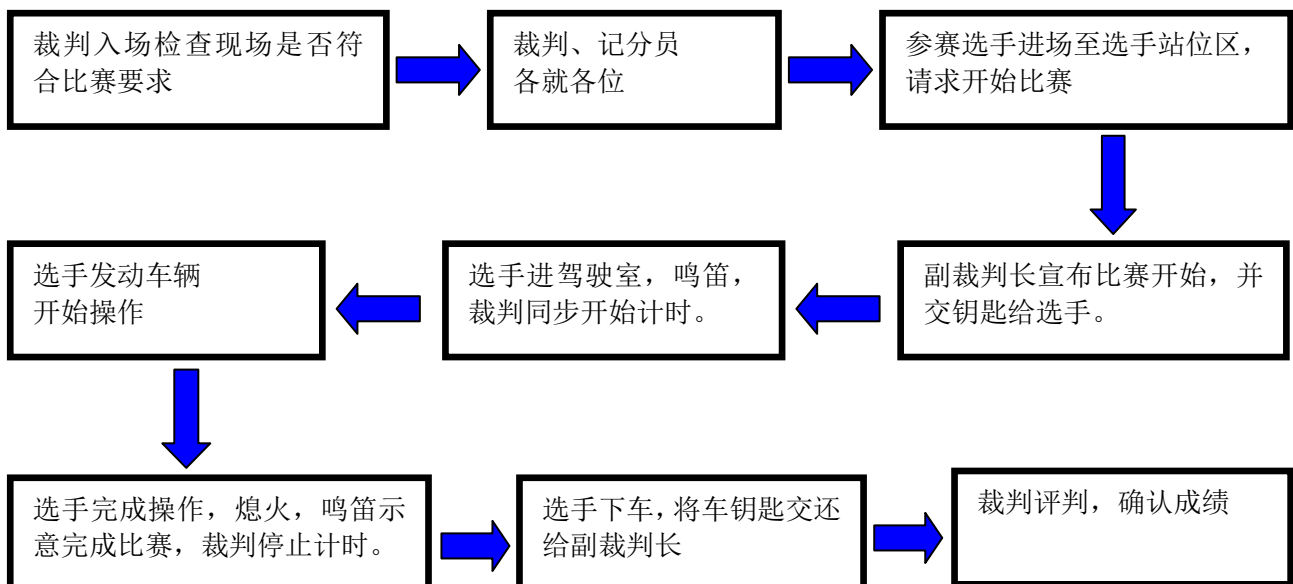 裁判入场检查现场是否符
合比赛要求
裁判、记分员
各就各位
参赛选手进场至选手站位区，
请求开始比赛
副裁判长宣布比赛开始，并
交钥匙给选手。
选手进驾驶室，鸣笛，
裁判同步开始计时。
选手发动车辆
开始操作
选手完成操作，熄火，鸣笛示
意完成比赛，裁判停止计时。
选手下车，将车钥匙交还
给副裁判长
裁判评判，确认成绩